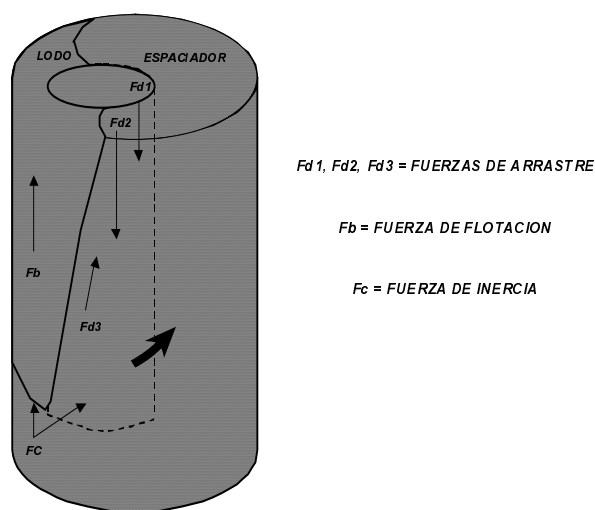 LODO
ESPACIADOR
Fd1
Fd2
Fb
Fd3
FC
Fd1, Fd2, Fd3 = FUERZAS DE ARRASTRE
Fb = FUERZA DE FLOTACION
Fc = FUERZA DE INERCIA